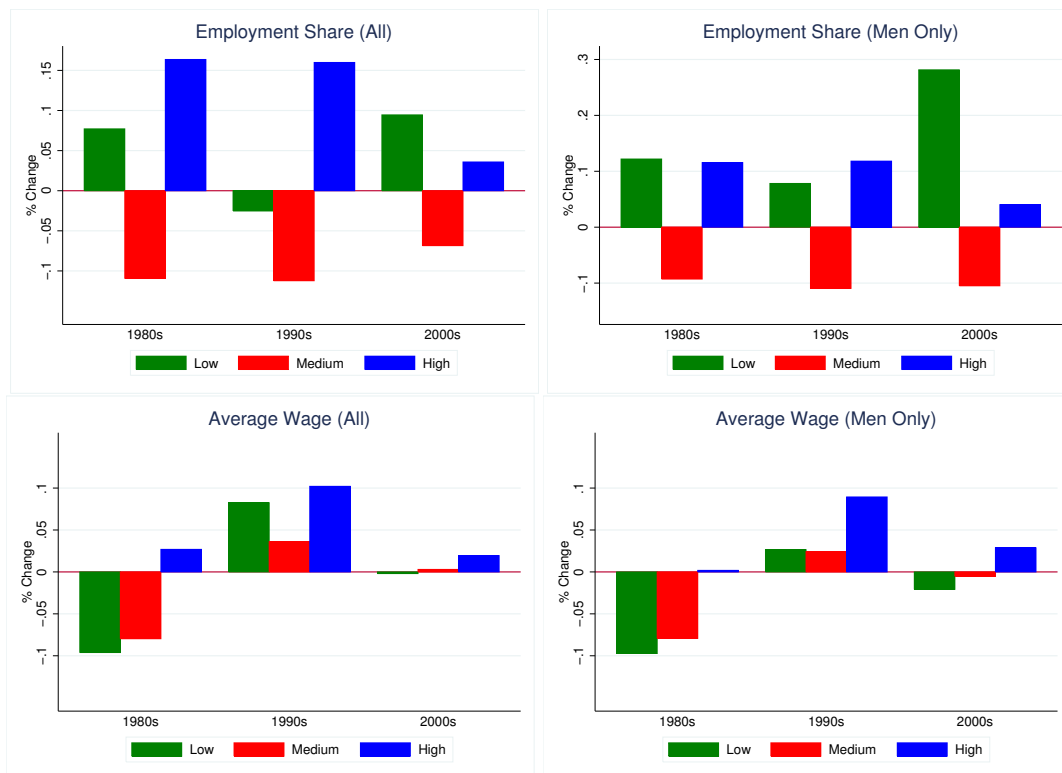 Employment Share (All)
% Change
.15
.1
.05
0
-.05
-.1
1980s 1990s 2000s
Low Medium High
Employment Share (Men Only)
% Change
.3
.2
.1
0
-.1
1980s 1990s 2000s
Low Medium High
Average Wage (All)
% Change
.1
.05
0
-.05
-.1
1980s 1990s 2000s
Low Medium High
Average Wage (Men Only)
% Change
.1
.05
0
-.05
-.1
1980s 1990s 2000s
Low Medium High